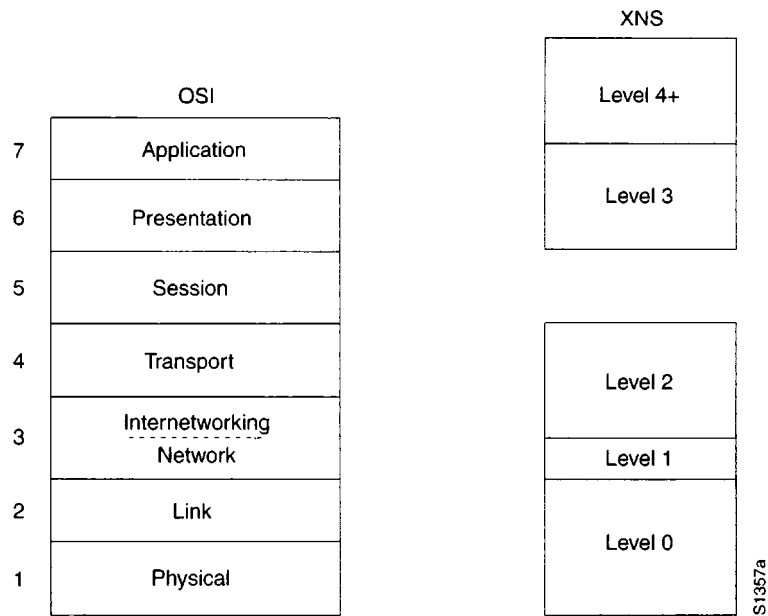 XNS
Level 4+
OSI
7 Application
Level 3
6 Presentation
5 Session
4 Transport
Level 2
3 Internetworking
Network
Level 1
2 Link
Level 0
1 Physical
S1357a